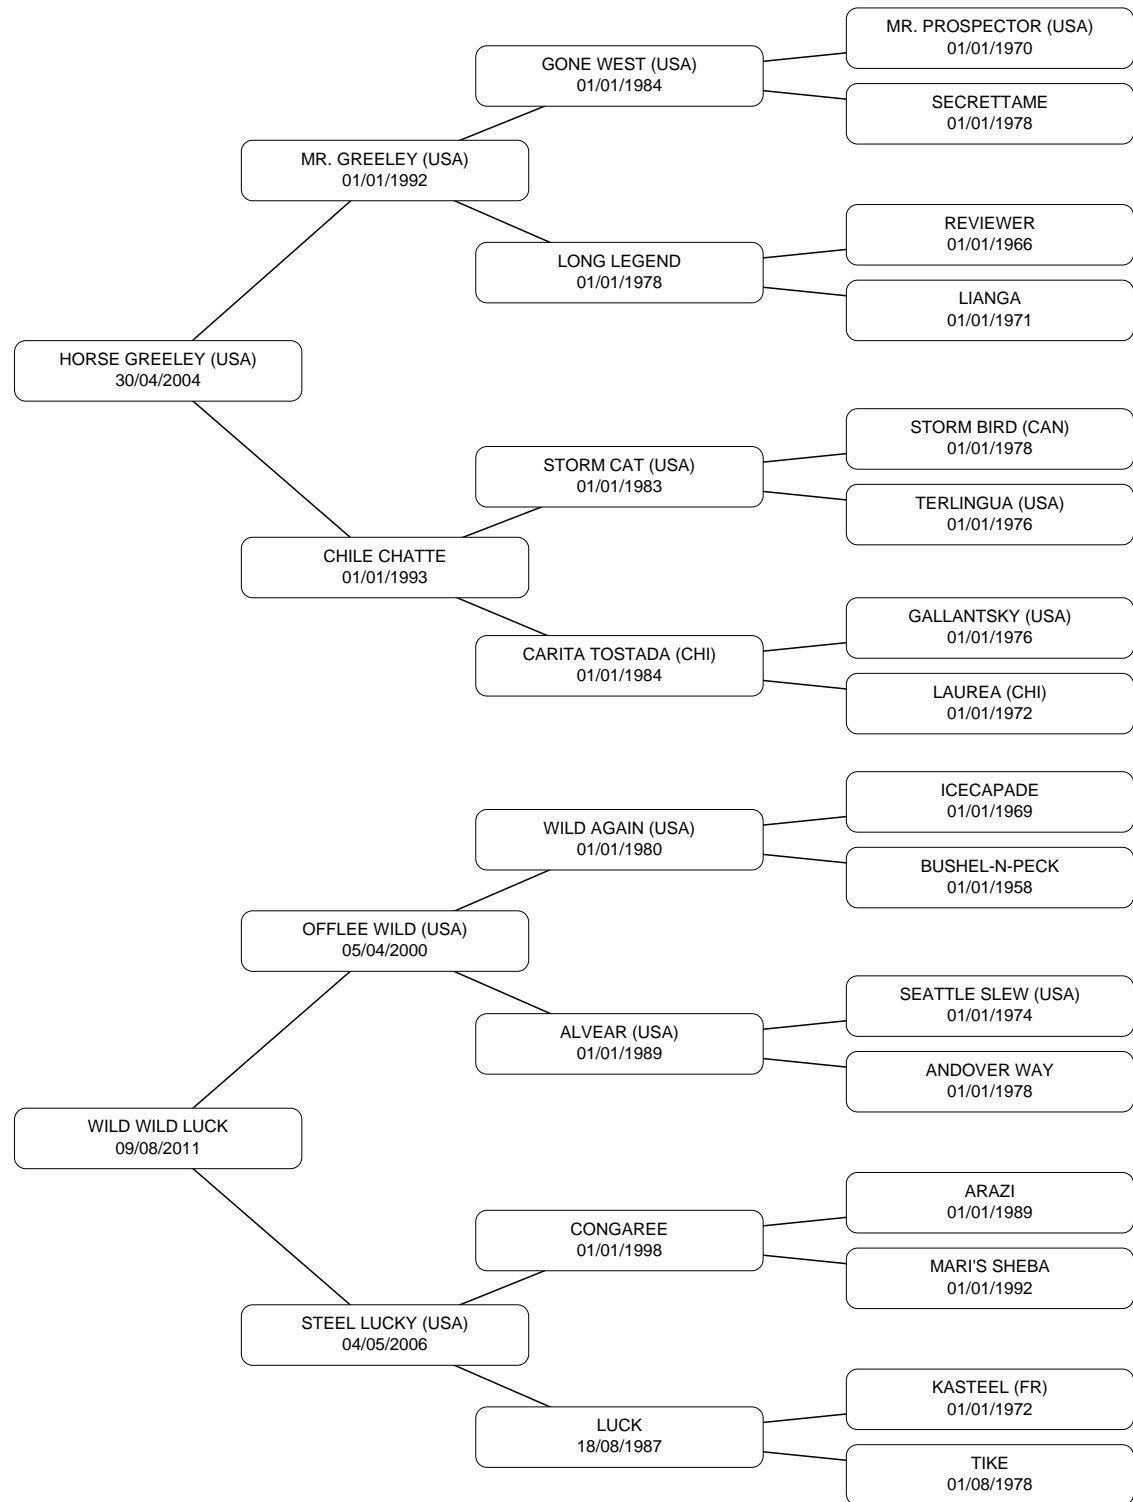 MR. PROSPECTOR (USA)
01/01/1970
GONE WEST (USA)
01/01/1984
SECRETTAME
01/01/1978
MR. GREELEY (USA)
01/01/1992
REVIEWER
01/01/1966
LONG LEGEND
01/01/1978
LIANGA
01/01/1971
HORSE GREELEY (USA)
30/04/2004
STORM BIRD (CAN)
01/01/1978
STORM CAT (USA)
01/01/1983
TERLINGUA (USA)
01/01/1976
CHILE CHATTE
01/01/1993
GALLANTSKY (USA)
01/01/1976
CARITA TOSTADA (CHI)
01/01/1984
LAUREA (CHI)
01/01/1972
ICECAPADE
01/01/1969
WILD AGAIN (USA)
01/01/1980
BUSHEL-N-PECK
01/01/1958
OFFLEE WILD (USA)
05/04/2000
SEATTLE SLEW (USA)
01/01/1974
ALVEAR (USA)
01/01/1989
ANDOVER WAY
01/01/1978
WILD WILD LUCK
09/08/2011
ARAZI
01/01/1989
CONGAREE
01/01/1998
MARI'S SHEBA
01/01/1992
STEEL LUCKY (USA)
04/05/2006
KASTEEL (FR)
01/01/1972
LUCK
18/08/1987
TIKE
01/08/1978